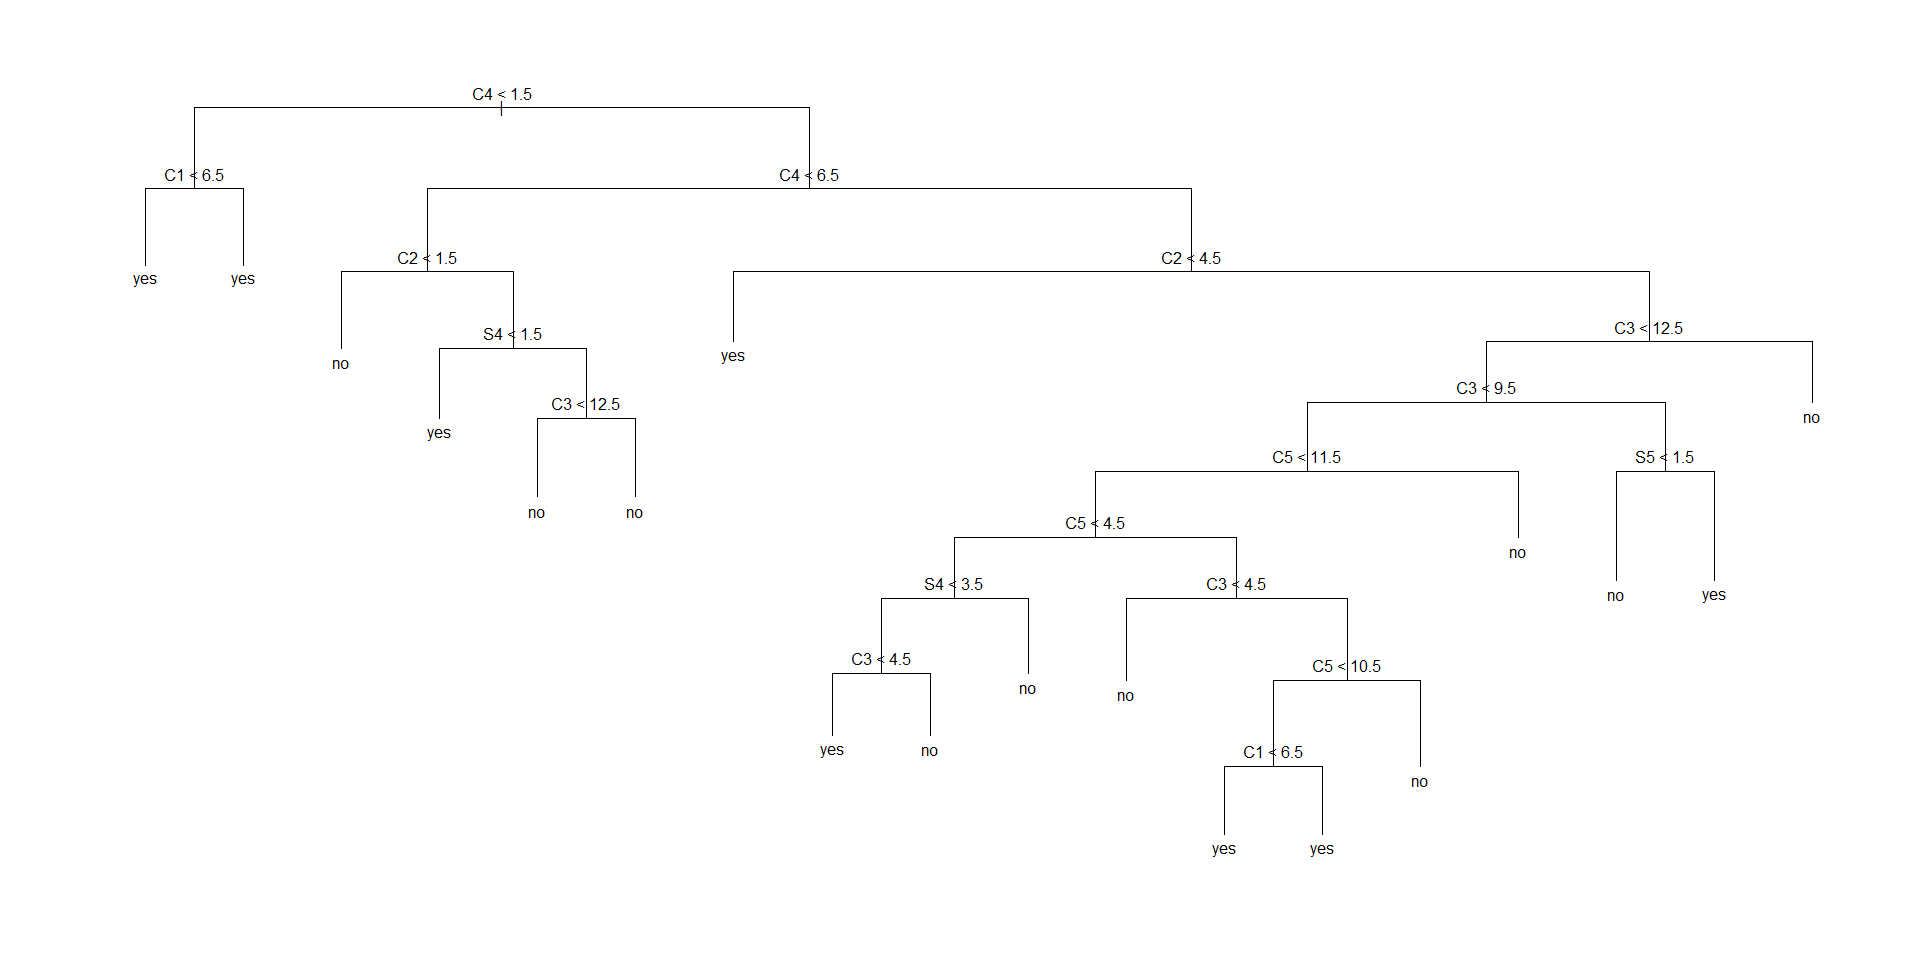 C4 < 1.5
C1 < 6.5
C4 < 6.5
C2 < 1.5
C2 < 4.5
yes
yes
C3 < 12.5
S4 < 1.5
yes
no
C3 < 9.5
C3 < 12.5
no
yes
C5 < 11.5
S5 < 1.5
no
no
C5 < 4.5
no
S4 < 3.5
C3 < 4.5
no
yes
C3 < 4.5
C5 < 10.5
no
no
yes
no
C1 < 6.5
no
yes
yes